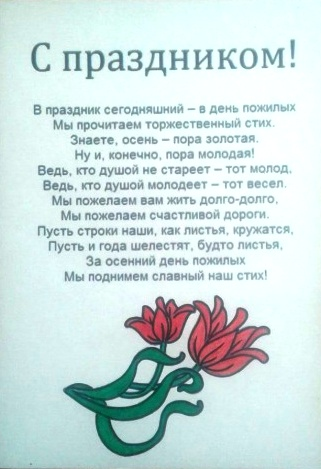 С праздником!
В праздник сегодняшний – в день пожилых
Мы прочитаем торжественный стих.
Знаете, осень – пора золотая.
Ну и, конечно, пора молодая!
Ведь, кто душой не стареет – тот молод,
Ведь, кто душой молодеет – тот весел.
Мы пожелаем вам жить долго-долго,
Мы пожелаем счастливой дороги.
Пусть строки наши, как листья, кружатся,
Пусть и года шелестят, будто листья,
За осенний день пожилых
Мы поднимем славный наш стих!